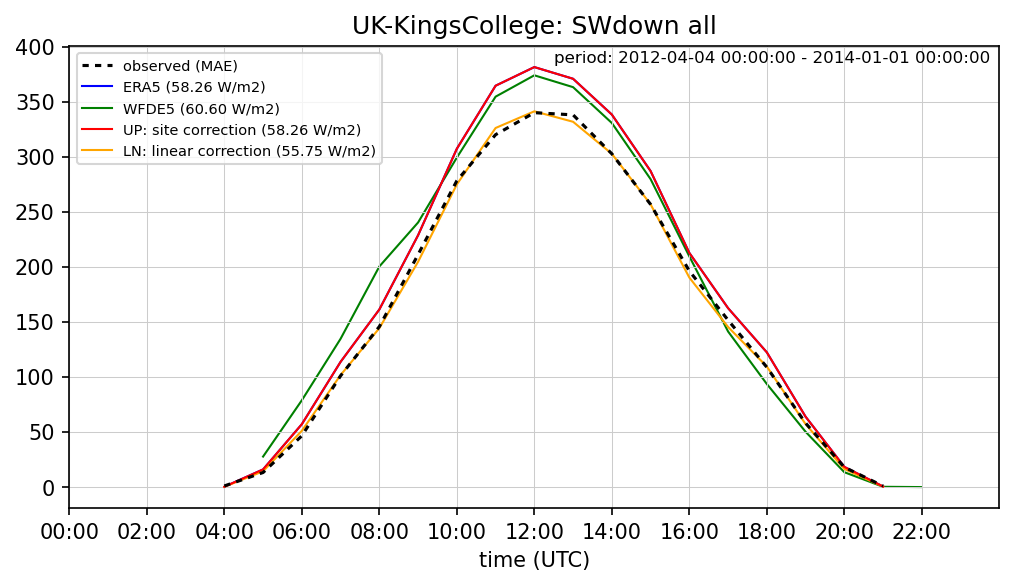 UK-KingsCollege: SWdown all
period: 2012-04-04 00:00:00 - 2014-01-01 00:00:00
observed (MAE)
ERA5 (58.26 W/m2)
WFDE5 (60.60 W/m2)
UP: site correction (58.26 W/m2)
LN: linear correction (55.75 W/m2)
400
350
300
250
200
150
100
50
0
00:00 02:00 04:00 06:00 08:00 10:00 12:00 14:00 16:00 18:00 20:00 22:00
time (UTC)